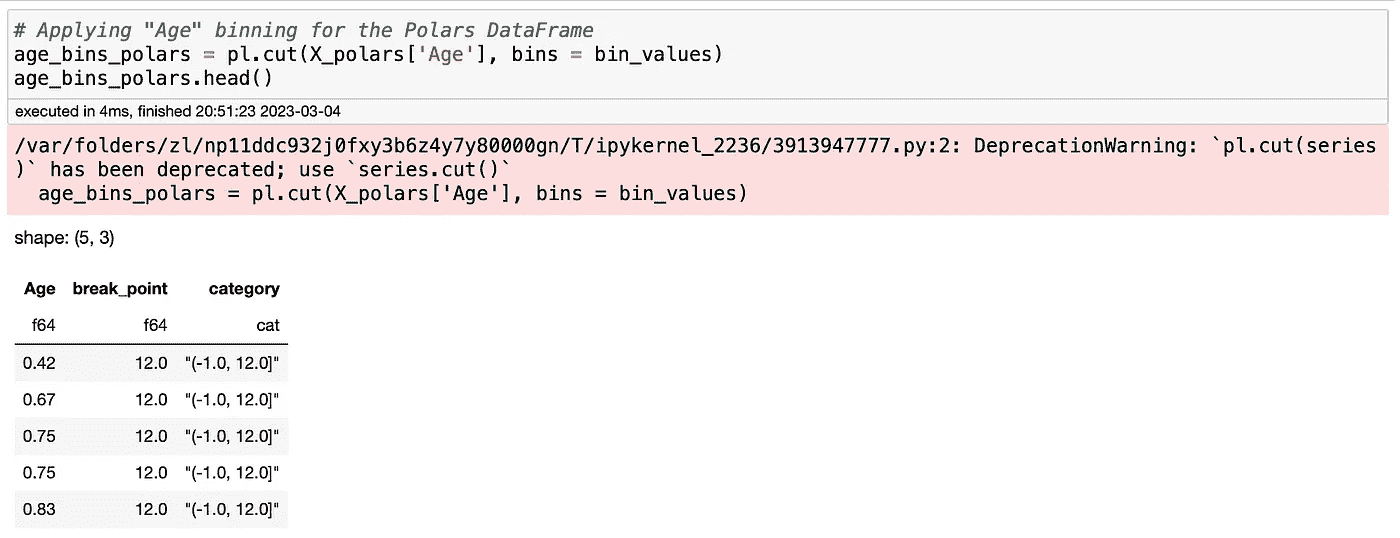 # Applying "Age" binning for the Polars DataFrame
age_bins_polars = pl.cut(X_polars['Age'], bins = bin_values)
age_bins_polars.head()
executed in 4ms, finished 20:51:23 2023-03-04
/var/folders/zl/np11ddc932j0fxy3b6z4y7y80000gn/T/ipykernel_2236/3913947777.py:2: DeprecationWarning: `pl.cut(series
)` has been deprecated; use `series.cut()`
  age_bins_polars = pl.cut(X_polars['Age'], bins = bin_values)
shape: (5, 3)
Age break_point category
f64 f64 cat
0.42 12.0 "(-1.0, 12.0]"
0.67 12.0 "(-1.0, 12.0]"
0.75 12.0 "(-1.0, 12.0]"
0.75 12.0 "(-1.0, 12.0]"
0.83 12.0 "(-1.0, 12.0]"